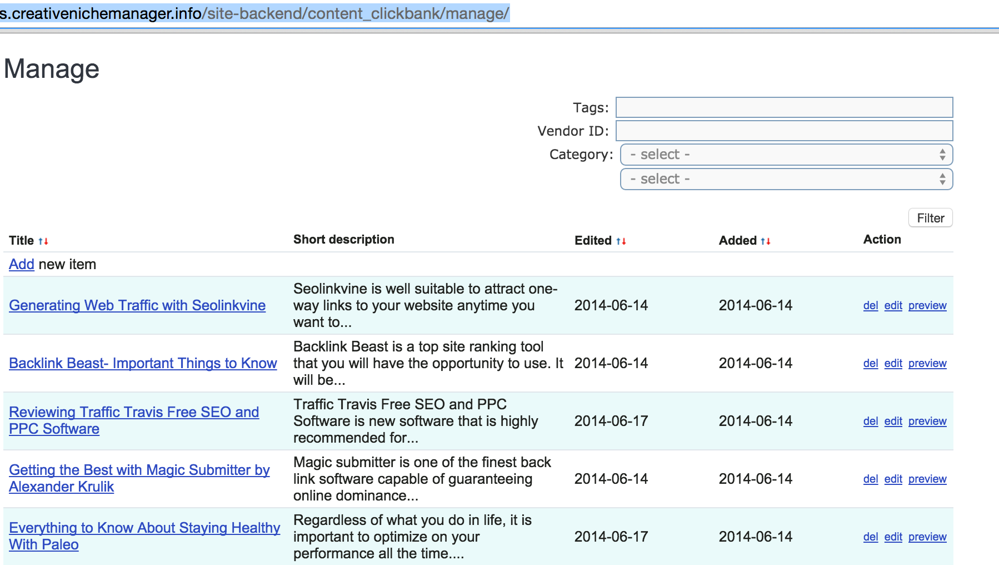 s.creativenichemanager.info/site-backend/content_clickbank/manage/
Manage
Tags:
Vendor ID:
Category: - select -
- select -
Filter
Title Short description Edited Added Action
Add new item
Generating Web Traffic with Seolinkvine
Seolinkvine is well suitable to attract one-
way links to your website anytime you
want to...
2014-06-14 2014-06-14 del edit preview
Backlink Beast- Important Things to Know
Backlink Beast is a top site ranking tool
that you will have the opportunity to use. It
will be...
2014-06-14 2014-06-14 del edit preview
Reviewing Traffic Travis Free SEO and
PPC Software
Traffic Travis Free SEO and PPC
Software is new software that is highly
recommended for...
2014-06-17 2014-06-14 del edit preview
Getting the Best with Magic Submitter by
Alexander Krulik
Magic submitter is one of the finest back
link software capable of guaranteeing
online dominance...
2014-06-14 2014-06-14 del edit preview
Everything to Know About Staying Healthy
With Paleo
Regardless of what you do in life, it is
important to optimize on your
performance all the time....
2014-06-17 2014-06-14 del edit preview